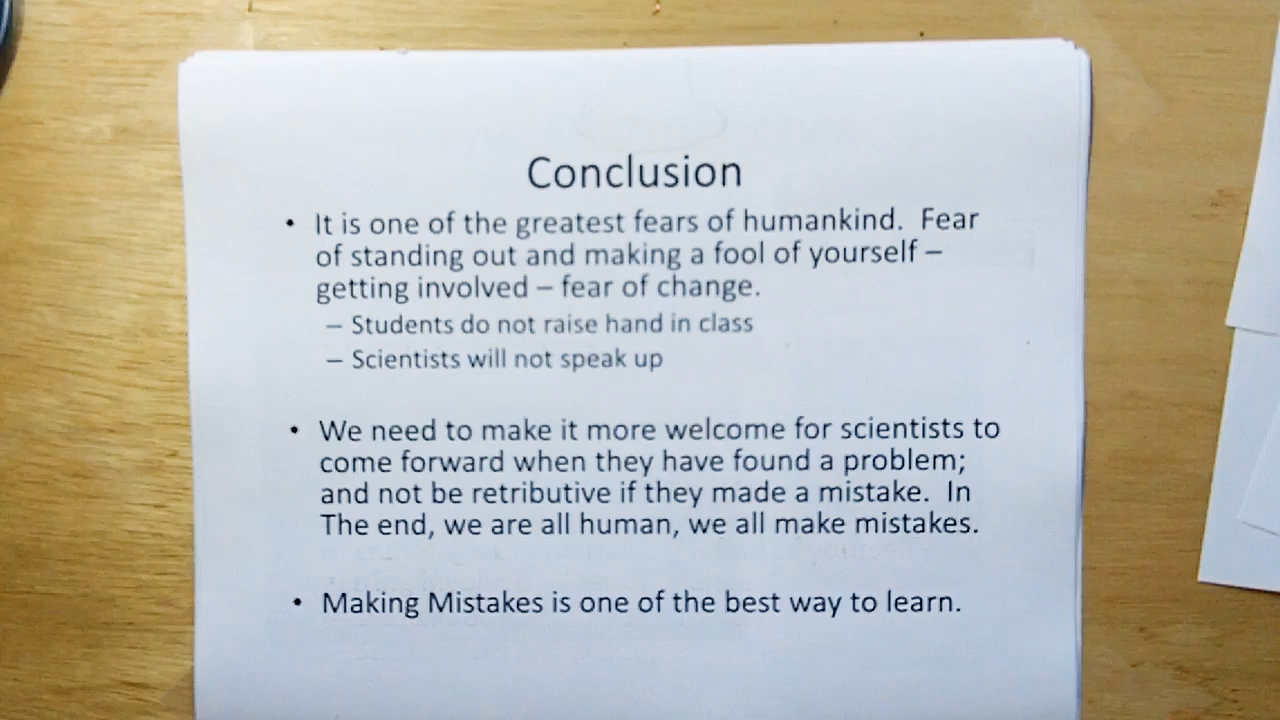 Conclusion
• It is one of the greatest fears of humankind.  Fear
of standing out and making a fool of yourself –
getting involved – fear of change.
– Students do not raise hand in class
– Scientists will not speak up
• We need to make it more welcome for scientists to
come forward when they have found a problem;
and not be retributive if they made a mistake.  In
The end, we are all human, we all make mistakes.
• Making Mistakes is one of the best way to learn.